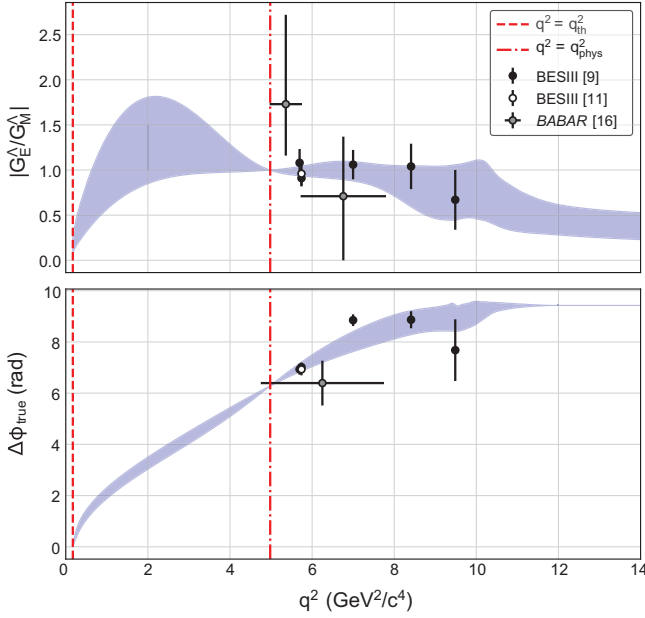 2.5
2.0
1.5
1.0
0.5
0.0
|G_E^Λ/G_M^Λ|
q² = q²_th
q² = q²_phys
BESIII [9]
BESIII [11]
BABAR [16]
10
8
6
4
2
0
Δϕ_true (rad)
0 2 4 6 8 10 12 14
q² (GeV²/c⁴)